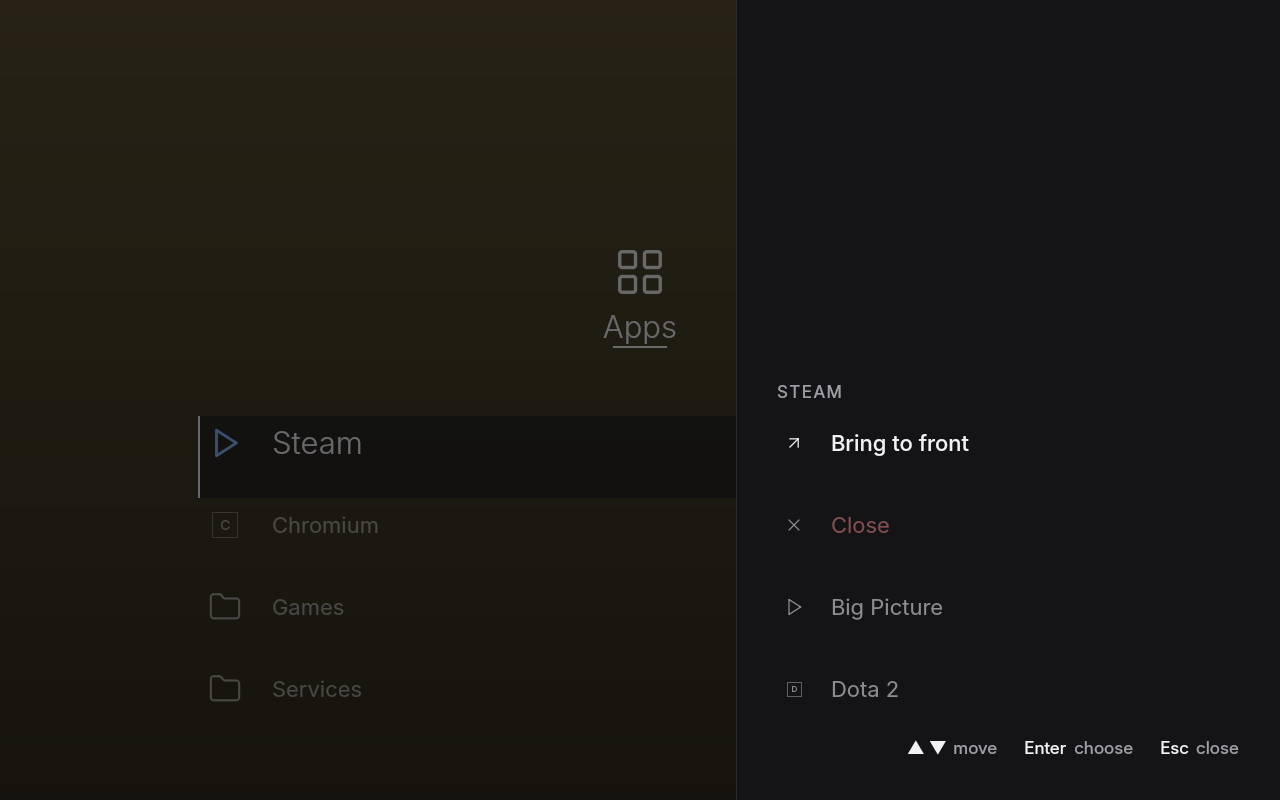 Apps
Steam
C Chromium
Games
Services
STEAM
Bring to front
Close
Big Picture
D Dota 2
▲▼ move Enter choose Esc close